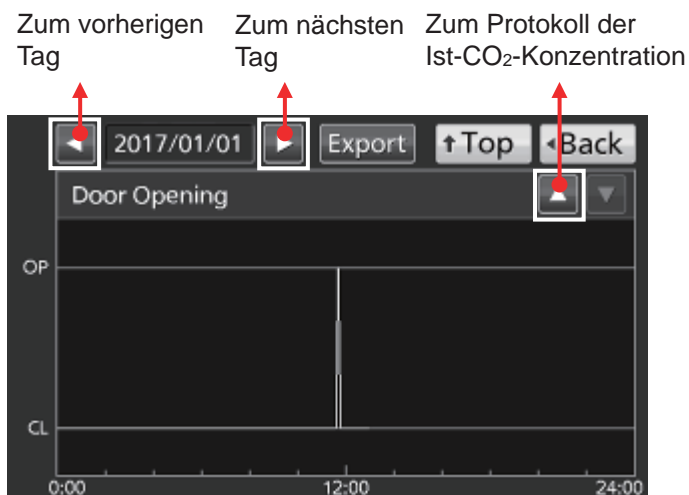 Zum vorherigen
Tag
Zum nächsten
Tag
Zum Protokoll der
Ist-CO₂-Konzentration
◀ 2017/01/01 ▶ Export ↑Top ◂Back
Door Opening ▲ ▼
OP
CL
0:00 12:00 24:00